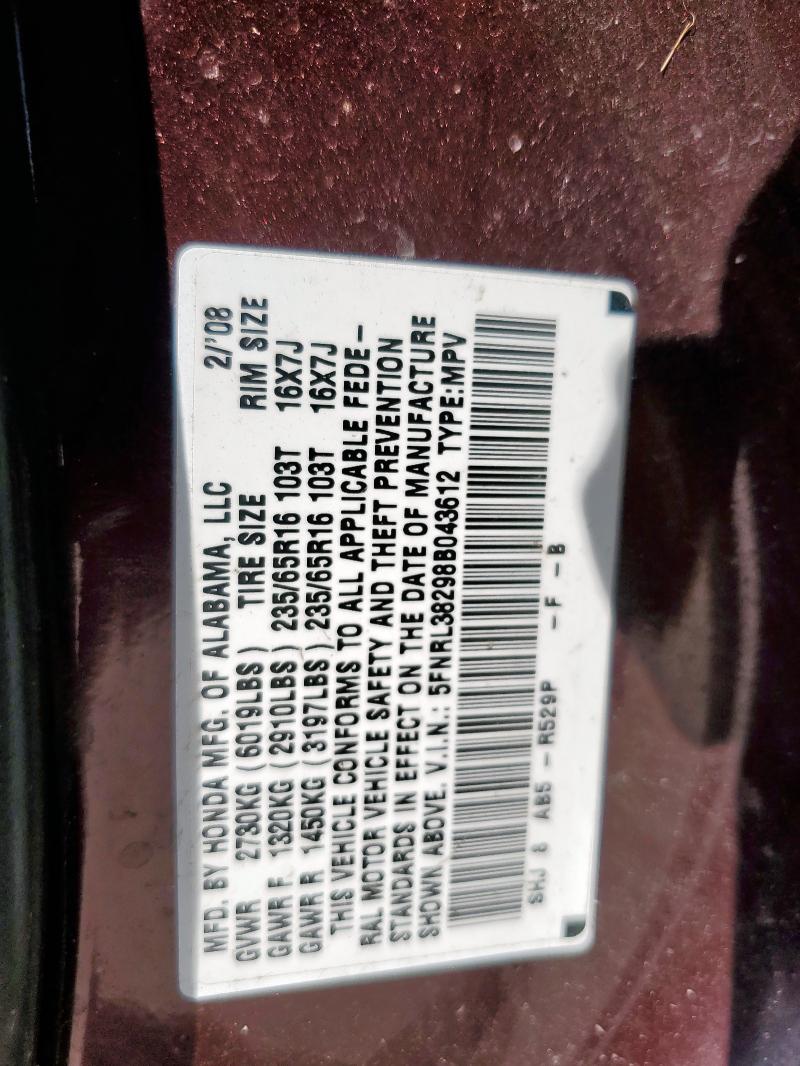 MFD. BY HONDA MFG. OF ALABAMA, LLC 2/'08
GVWR 2730KG (6019LBS) TIRE SIZE RIM SIZE
GAWR F 1320KG (2910LBS) 235/65R16 103T 16X7J
GAWR R 1450KG (3197LBS) 235/65R16 103T 16X7J
THIS VEHICLE CONFORMS TO ALL APPLICABLE FEDE-
RAL MOTOR VEHICLE SAFETY AND THEFT PREVENTION
STANDARDS IN EFFECT ON THE DATE OF MANUFACTURE
SHOWN ABOVE. V.I.N.: 5FNRL38298B043612 TYPE:MPV
SHJ 8 AB5 - R529P - F - B